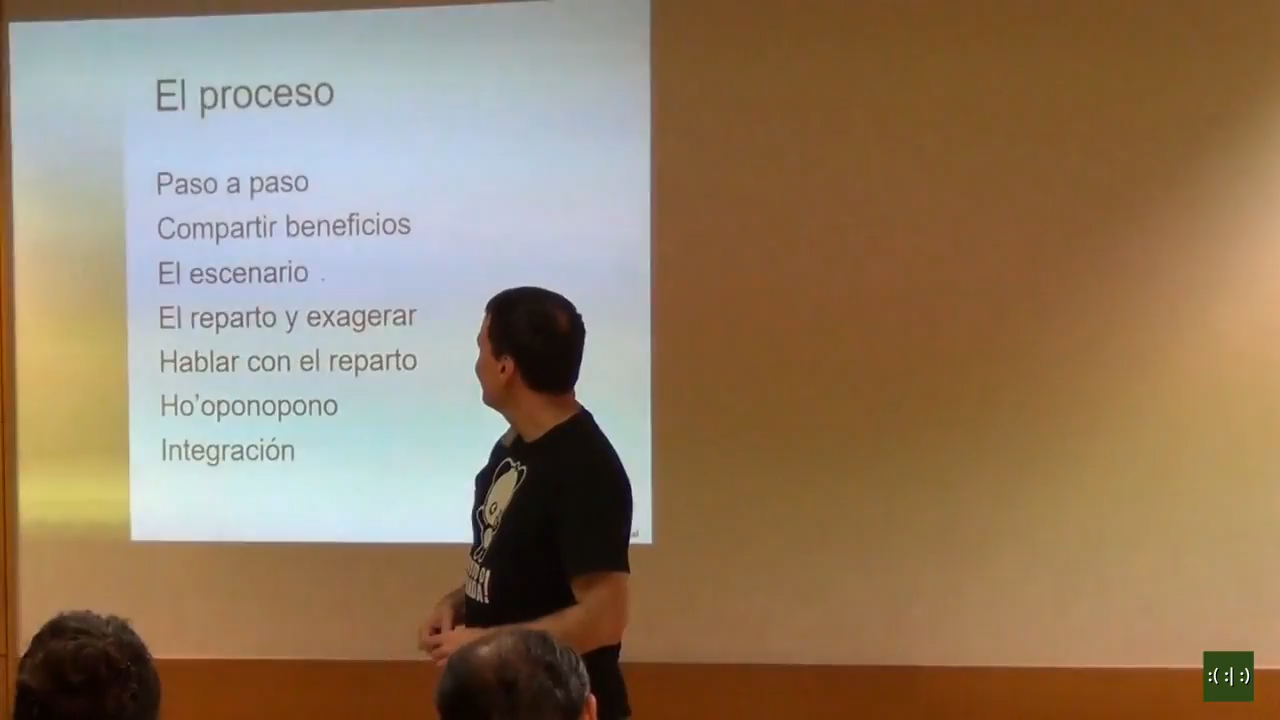 El proceso
Paso a paso
Compartir beneficios
El escenario
El reparto y exagerar
Hablar con el reparto
Ho'oponopono
Integración
:( :| :)